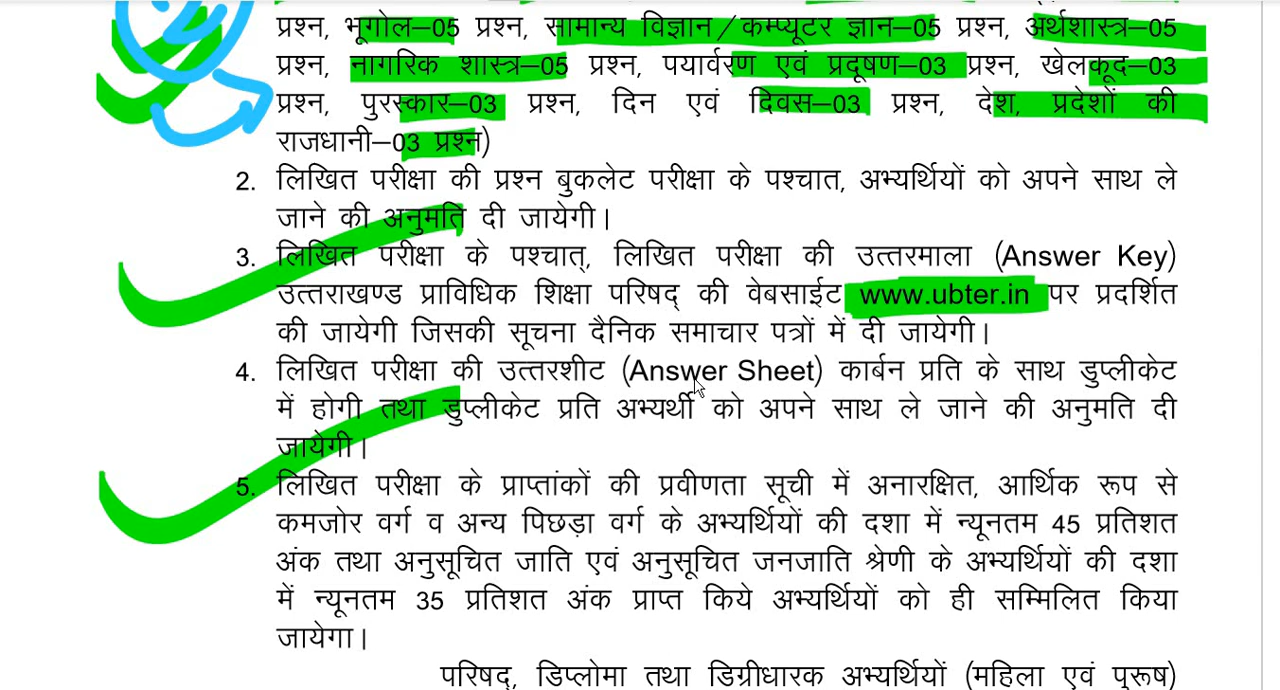 प्रश्न, भूगोल–05 प्रश्न, सामान्य विज्ञान/कम्प्यूटर ज्ञान–05 प्रश्न, अर्थशास्त्र–05
प्रश्न, नागरिक शास्त्र–05 प्रश्न, पर्यावरण एवं प्रदूषण–03 प्रश्न, खेलकूद–03
प्रश्न, पुरस्कार–03 प्रश्न, दिन एवं दिवस–03 प्रश्न, देश, प्रदेशों की
राजधानी–03 प्रश्न)
2. लिखित परीक्षा की प्रश्न बुकलेट परीक्षा के पश्चात, अभ्यर्थियों को अपने साथ ले
जाने की अनुमति दी जायेगी।
3. लिखित परीक्षा के पश्चात्, लिखित परीक्षा की उत्तरमाला (Answer Key)
उत्तराखण्ड प्राविधिक शिक्षा परिषद् की वेबसाईट www.ubter.in पर प्रदर्शित
की जायेगी जिसकी सूचना दैनिक समाचार पत्रों में दी जायेगी।
4. लिखित परीक्षा की उत्तरशीट (Answer Sheet) कार्बन प्रति के साथ डुप्लीकेट
में होगी तथा डुप्लीकेट प्रति अभ्यर्थी को अपने साथ ले जाने की अनुमति दी
जायेगी।
5. लिखित परीक्षा के प्राप्तांकों की प्रवीणता सूची में अनारक्षित, आर्थिक रूप से
कमजोर वर्ग व अन्य पिछड़ा वर्ग के अभ्यर्थियों की दशा में न्यूनतम 45 प्रतिशत
अंक तथा अनुसूचित जाति एवं अनुसूचित जनजाति श्रेणी के अभ्यर्थियों की दशा
में न्यूनतम 35 प्रतिशत अंक प्राप्त किये अभ्यर्थियों को ही सम्मिलित किया
जायेगा।
परिषद्, डिप्लोमा तथा डिग्रीधारक अभ्यर्थियों (महिला एवं पुरूष)